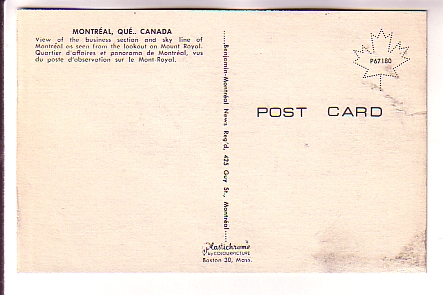 MONTRÉAL, QUÉ.. CANADA
View of the business section and sky line of
Montréal as seen from the lookout on Mount Royal.
Quartier d'affaires et panorama de Montréal, vus
du poste d'observation sur le Mont-Royal.
Benjamin-Montréal News Reg'd, 425 Guy St., Montréal
P67180
POST CARD
Plastichrome
by COLOURPICTURE
Boston 30, Mass.